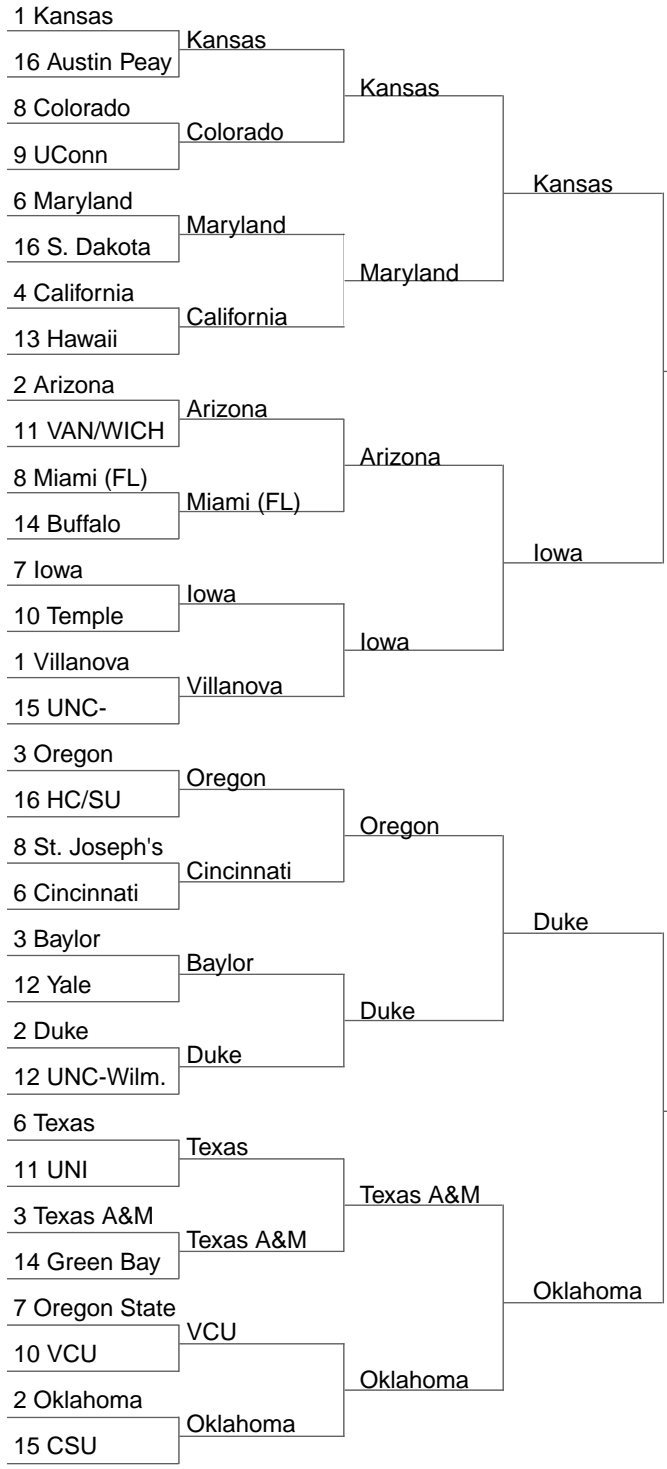 1 Kansas
16 Austin Peay
8 Colorado
9 UConn
6 Maryland
16 S. Dakota
4 California
13 Hawaii
2 Arizona
11 VAN/WICH
8 Miami (FL)
14 Buffalo
7 Iowa
10 Temple
1 Villanova
15 UNC-
3 Oregon
16 HC/SU
8 St. Joseph's
6 Cincinnati
3 Baylor
12 Yale
2 Duke
12 UNC-Wilm.
6 Texas
11 UNI
3 Texas A&M
14 Green Bay
7 Oregon State
10 VCU
2 Oklahoma
15 CSU
Kansas
Colorado
Maryland
California
Arizona
Miami (FL)
Iowa
Villanova
Oregon
Cincinnati
Baylor
Duke
Texas
Texas A&M
VCU
Oklahoma
Kansas
Maryland
Arizona
Iowa
Oregon
Duke
Texas A&M
Oklahoma
Kansas
Iowa
Duke
Oklahoma